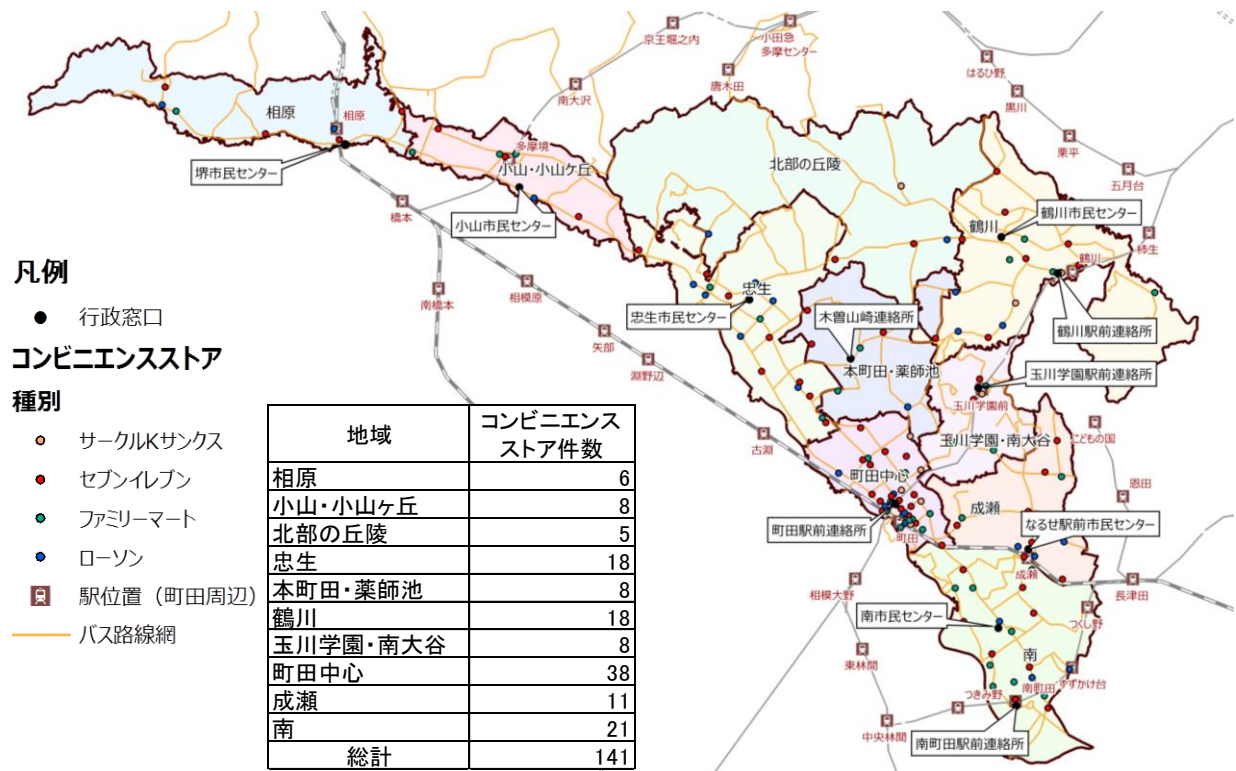 京王堀之内
小田急
多摩センター
はるひ野
唐木田
南大沢
黒川
栗平
五月台
相原
相原
多摩境
堺市民センター
小山・小山ケ丘
北部の丘陵
橋本
小山市民センター
鶴川市民センター
鶴川
柿生
鶴川
南橋本
相模原
忠生
忠生市民センター
木曽山崎連絡所
鶴川駅前連絡所
矢部
淵野辺
本町田・薬師池
玉川学園駅前連絡所
玉川学園前
古淵
玉川学園・南大谷
こどもの国
町田中心
恩田
成瀬
町田駅前連絡所
町田
なるせ駅前市民センター
成瀬
相模大野
長津田
南市民センター
つくし野
東林間
南
南町田
すずかけ台
つきみ野
中央林間
南町田駅前連絡所
凡例
行政窓口
コンビニエンスストア
種別
サークルKサンクス
セブンイレブン
ファミリーマート
ローソン
駅位置（町田周辺）
バス路線網
地域 コンビニエンス
ストア件数
相原 6
小山・小山ヶ丘 8
北部の丘陵 5
忠生 18
本町田・薬師池 8
鶴川 18
玉川学園・南大谷 8
町田中心 38
成瀬 11
南 21
総計 141